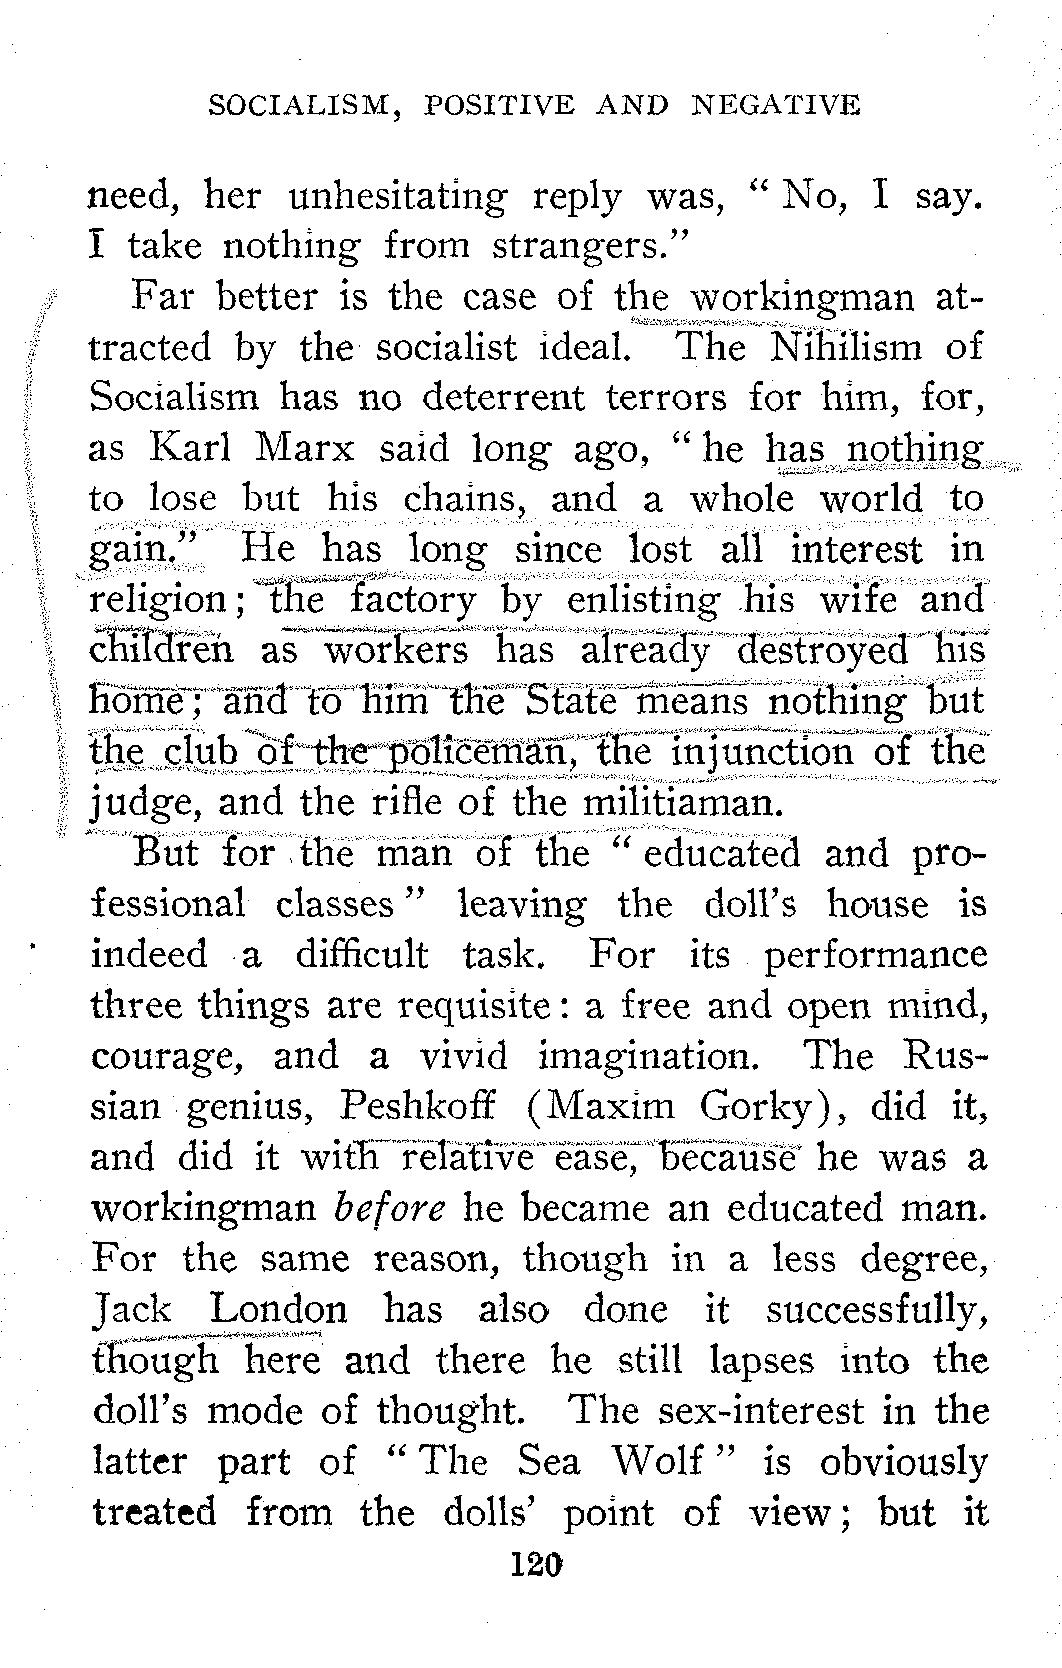 SOCIALISM, POSITIVE AND NEGATIVE
need, her unhesitating reply was, “ No, I say.
I take nothing from strangers.”
Far better is the case of the workingman at-
tracted by the socialist ideal. The Nihilism of
Socialism has no deterrent terrors for him, for,
as Karl Marx said long ago, “ he has nothing
to lose but his chains, and a whole world to
gain.” He has long since lost all interest in
religion; the factory by enlisting his wife and
children as workers has already destroyed his
home; and to him the State means nothing but
the club of the policeman, the injunction of the
judge, and the rifle of the militiaman.
But for the man of the “ educated and pro-
fessional classes ” leaving the doll’s house is
indeed a difficult task. For its performance
three things are requisite: a free and open mind,
courage, and a vivid imagination. The Rus-
sian genius, Peshkoff (Maxim Gorky), did it,
and did it with relative ease, because he was a
workingman before he became an educated man.
For the same reason, though in a less degree,
Jack London has also done it successfully,
though here and there he still lapses into the
doll’s mode of thought. The sex-interest in the
latter part of “ The Sea Wolf ” is obviously
treated from the dolls’ point of view; but it
120